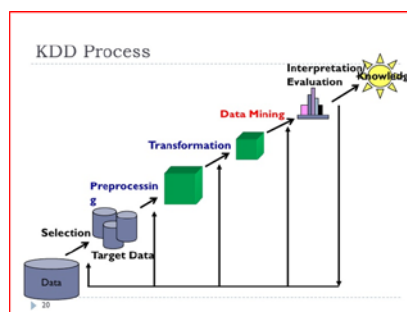 KDD Process
Interpretation/
Evaluation
Knowledg
Data Mining
Transformation
Preprocessin
g
Selection
Target Data
Data
20